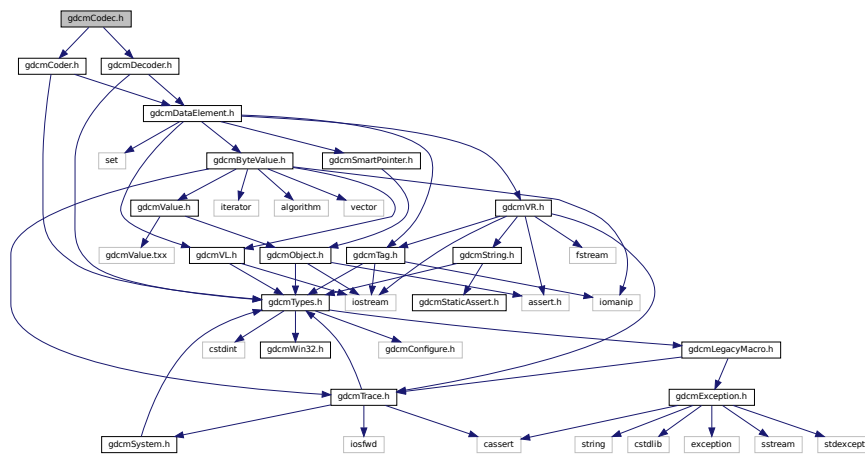 gdcmCodec.h
gdcmCoder.h
gdcmDecoder.h
gdcmDataElement.h
set
gdcmByteValue.h
gdcmSmartPointer.h
gdcmValue.h
iterator
algorithm
vector
gdcmVR.h
gdcmValue.txx
gdcmVL.h
gdcmObject.h
gdcmTag.h
gdcmString.h
fstream
gdcmTypes.h
iostream
gdcmStaticAssert.h
assert.h
iomanip
cstdint
gdcmWin32.h
gdcmConfigure.h
gdcmLegacyMacro.h
gdcmTrace.h
gdcmException.h
gdcmSystem.h
iosfwd
cassert
string
cstdlib
exception
sstream
stdexcept